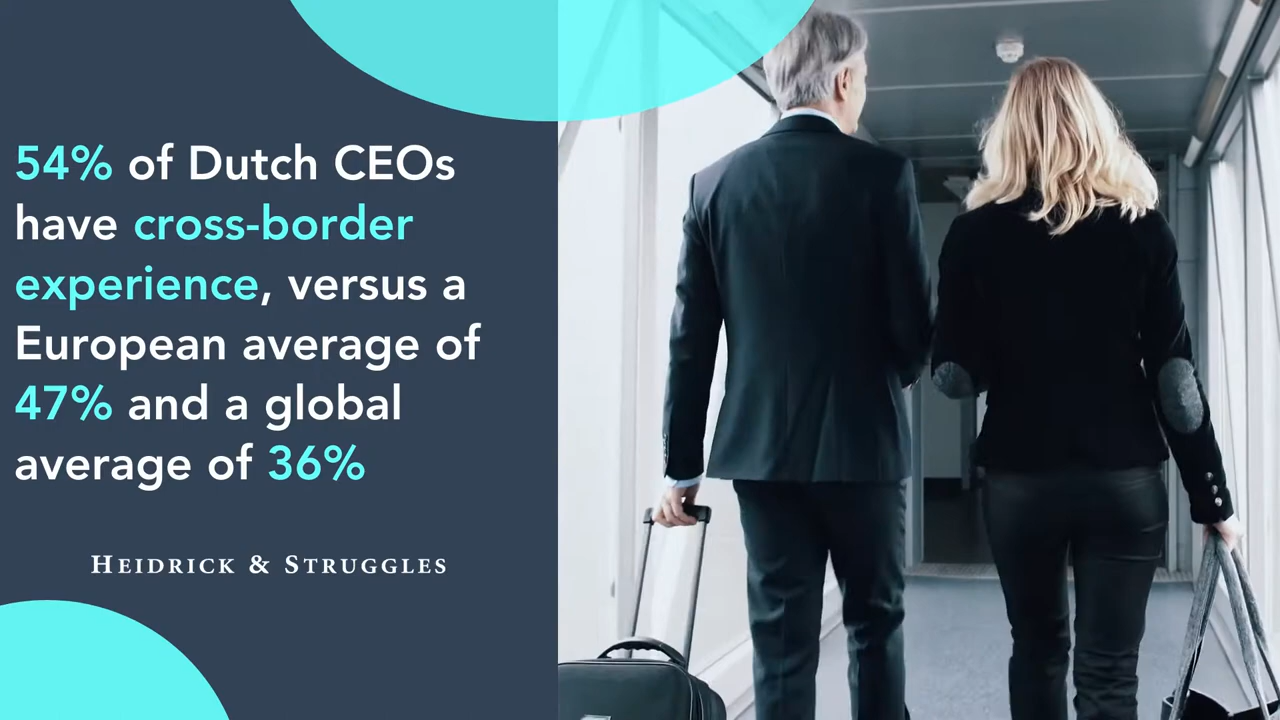 54% of Dutch CEOs
have cross-border
experience, versus a
European average of
47% and a global
average of 36%
HEIDRICK & STRUGGLES